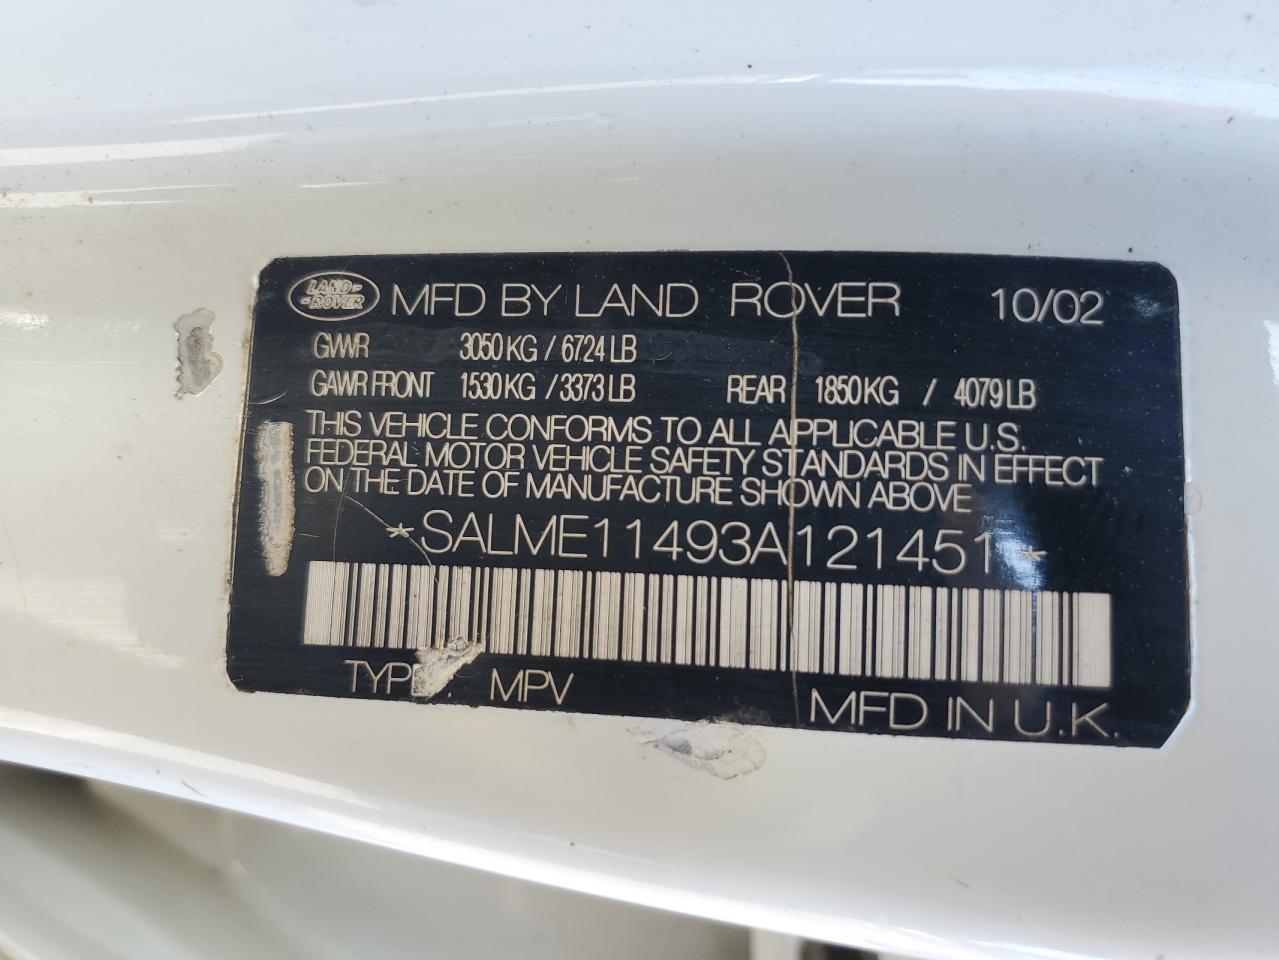 LAND-
-ROVER
MFD BY LAND ROVER 10/02
GVWR 3050 KG / 6724 LB
GAWR FRONT 1530 KG / 3373 LB REAR 1850 KG / 4079 LB
THIS VEHICLE CONFORMS TO ALL APPLICABLE U.S.
FEDERAL MOTOR VEHICLE SAFETY STANDARDS IN EFFECT
ON THE DATE OF MANUFACTURE SHOWN ABOVE
*SALME11493A121451*
TYPE MPV MFD IN U.K.